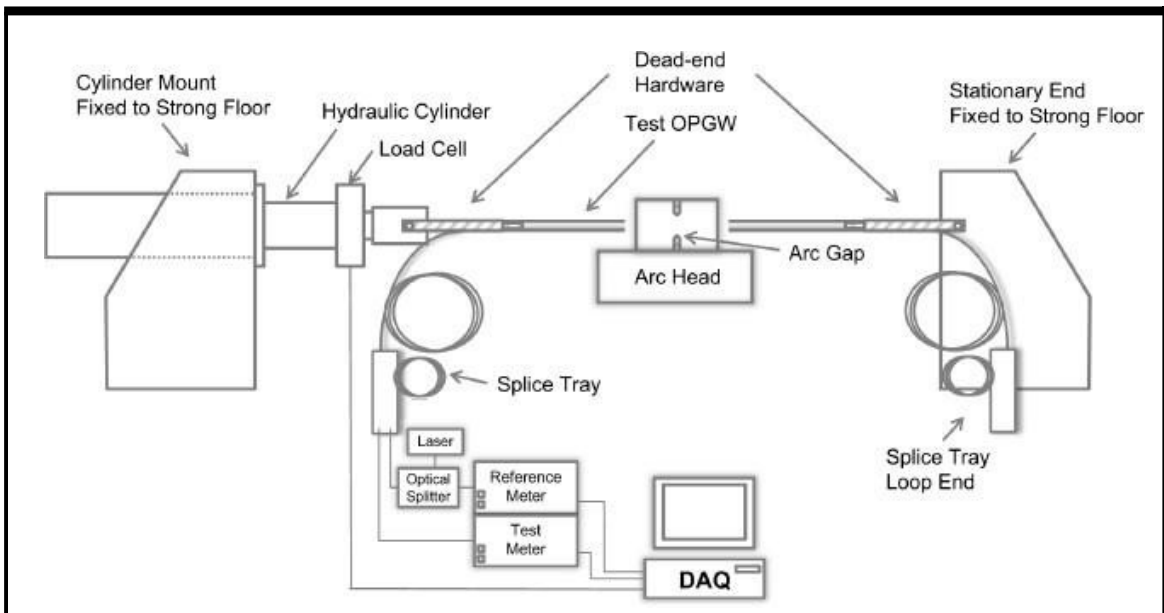 Cylinder Mount
Fixed to Strong Floor
Hydraulic Cylinder
Load Cell
Dead-end
Hardware
Test OPGW
Stationary End
Fixed to Strong Floor
Arc Gap
Arc Head
Splice Tray
Laser
Optical
Splitter
Reference
Meter
Test
Meter
DAQ
Splice Tray
Loop End